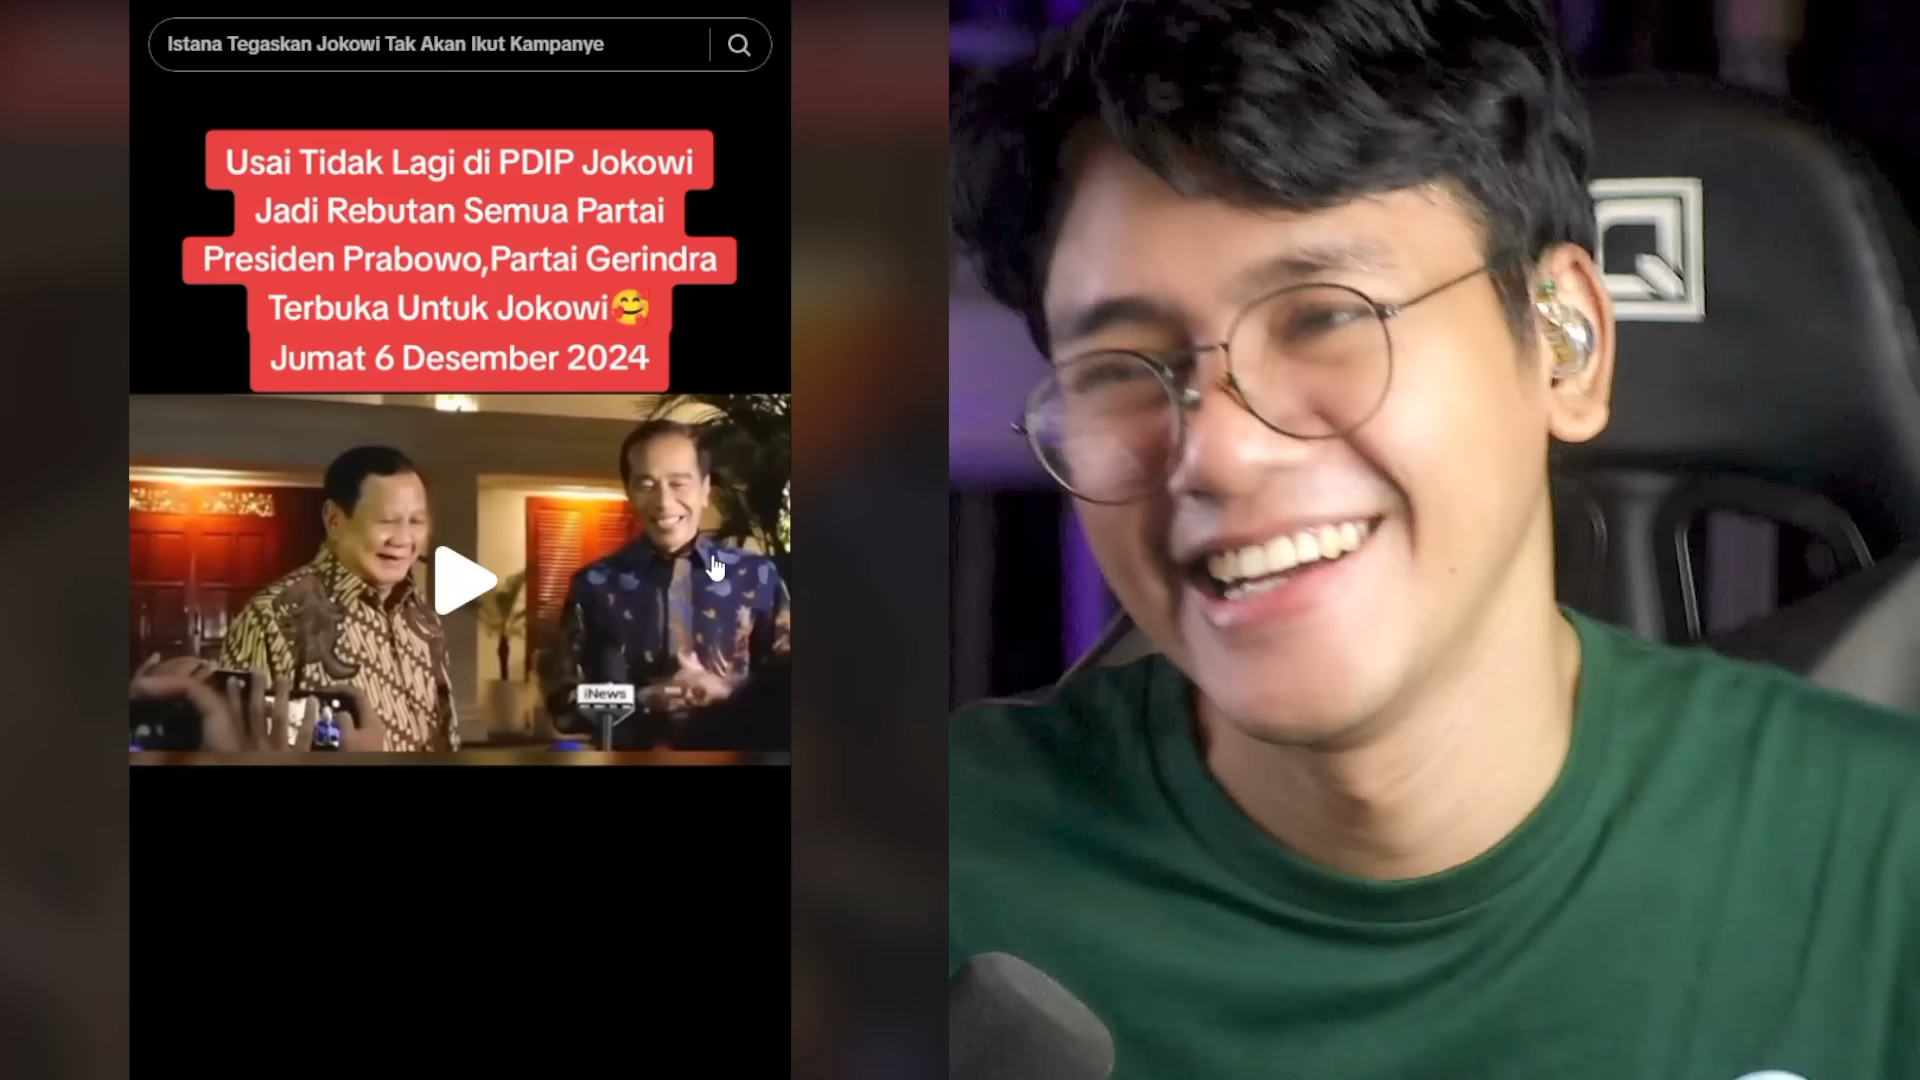 Istana Tegaskan Jokowi Tak Akan Ikut Kampanye
Usai Tidak Lagi di PDIP Jokowi
Jadi Rebutan Semua Partai
Presiden Prabowo,Partai Gerindra
Terbuka Untuk Jokowi🥰
Jumat 6 Desember 2024
iNews